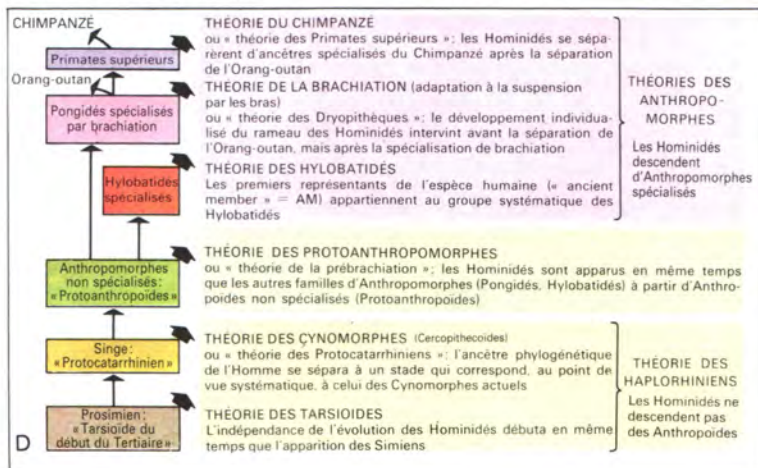 CHIMPANZÉ
Primates supérieurs
Orang-outan
Pongidés spécialisés
par brachiation
Hylobatidés
spécialisés
Anthropomorphes
non spécialisés:
« Protoanthropoïdes »
Singe:
« Protocatarrhinien »
Prosimien:
« Tarsioïde du
début du Tertiaire »
D
THÉORIE DU CHIMPANZÉ
ou « théorie des Primates supérieurs »: les Hominidés se sépa-
rèrent d'ancêtres spécialisés du Chimpanzé après la séparation
de l'Orang-outan
THÉORIE DE LA BRACHIATION (adaptation à la suspension
par les bras)
ou « théorie des Dryopithèques »: le développement individua-
lisé du rameau des Hominidés intervint avant la séparation de
l'Orang-outan, mais après la spécialisation de brachiation
THÉORIE DES HYLOBATIDÉS
Les premiers représentants de l'espèce humaine (« ancient
member » = AM) appartiennent au groupe systématique des
Hylobatidés
THÉORIES DES
ANTHROPO-
MORPHES
Les Hominidés
descendent
d'Anthropomorphes
spécialisés
THÉORIE DES PROTOANTHROPOMORPHES
ou « théorie de la prébrachiation »: les Hominidés sont apparus en même temps
que les autres familles d'Anthropomorphes (Pongidés, Hylobatidés) à partir d'Anthro-
poïdes non spécialisés (Protoanthropoïdes)
THÉORIE DES CYNOMORPHES (Cercopithecoïdes)
ou « théorie des Protocatarrhiniens »: l'ancêtre phylogénétique
de l'Homme se sépara à un stade qui correspond, au point de
vue systématique, à celui des Cynomorphes actuels
THÉORIE DES TARSIOIDES
L'indépendance de l'évolution des Hominidés débuta en même
temps que l'apparition des Simiens
THÉORIE DES
HAPLORHINIENS
Les Hominidés ne
descendent pas
des Anthropoïdes